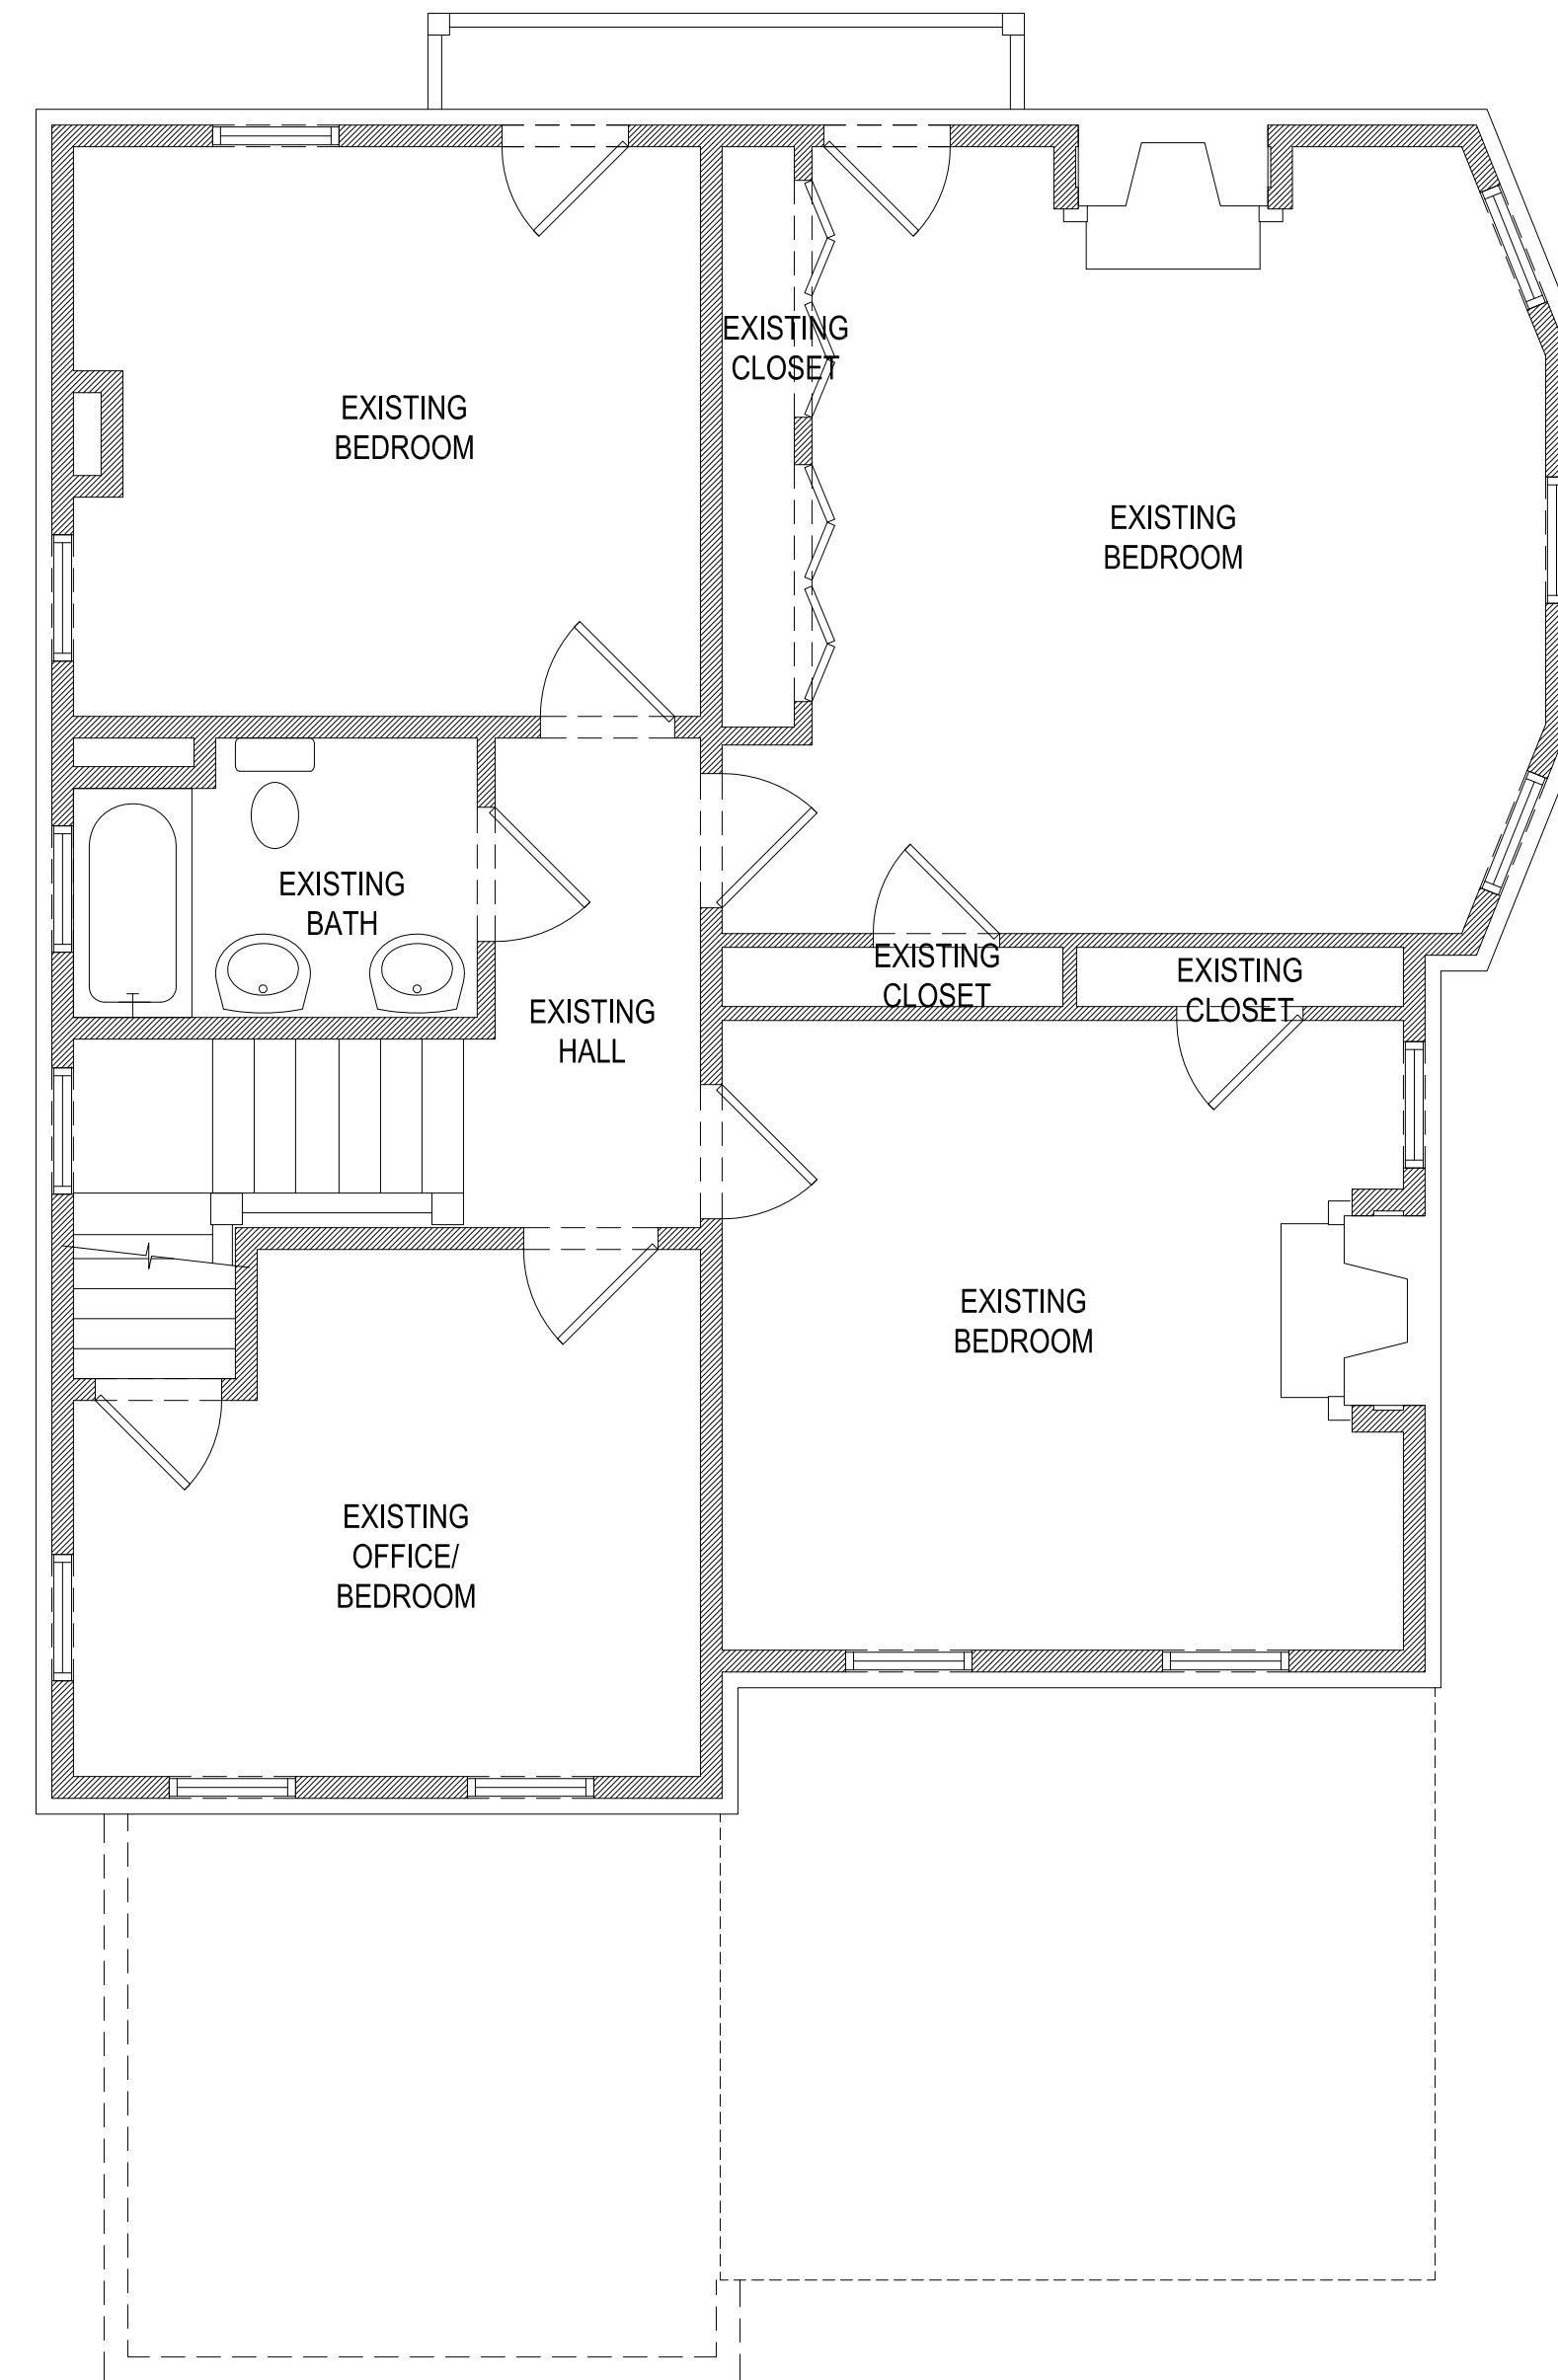 EXISTING
CLOSET
EXISTING
BEDROOM
EXISTING
BEDROOM
EXISTING
BATH
EXISTING
CLOSET
EXISTING
CLOSET
EXISTING
HALL
EXISTING
BEDROOM
EXISTING
OFFICE/
BEDROOM